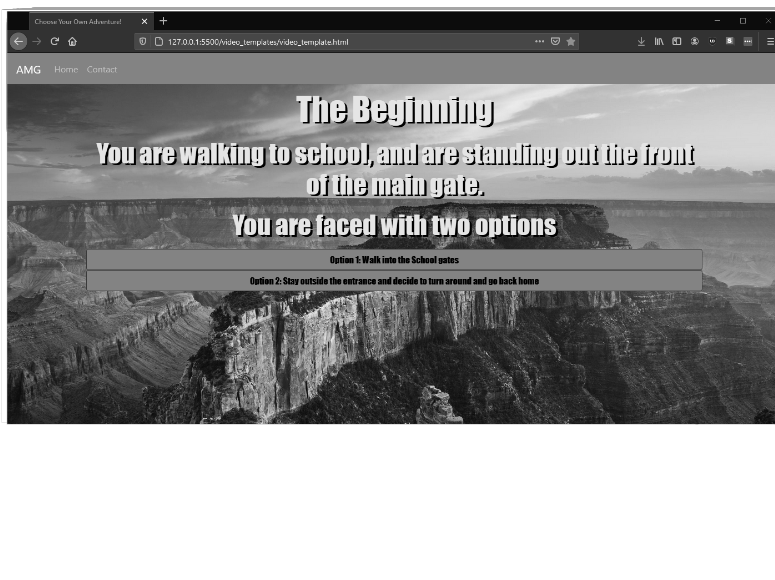 Choose Your Own Adventure!
127.0.0.1:5500/video_templates/video_template.html
AMG Home Contact
The Beginning
You are walking to school, and are standing out the front
of the main gate.
You are faced with two options
Option 1: Walk into the School gates
Option 2: Stay outside the entrance and decide to turn around and go back home